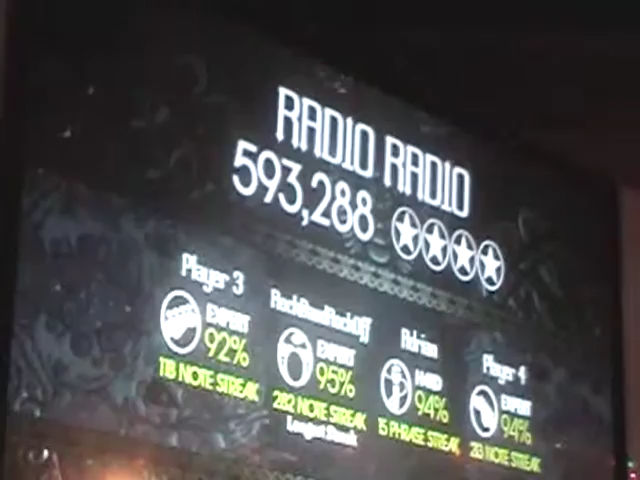 RADIO RADIO
593,288
Player 3
EXPERT
92%
118 NOTE STREAK
RockBandRockOff
EXPERT
95%
282 NOTE STREAK
Longest Streak
Adrian
HARD
94%
15 PHRASE STREAK
Player 4
EXPERT
94%
NOTE STREAK